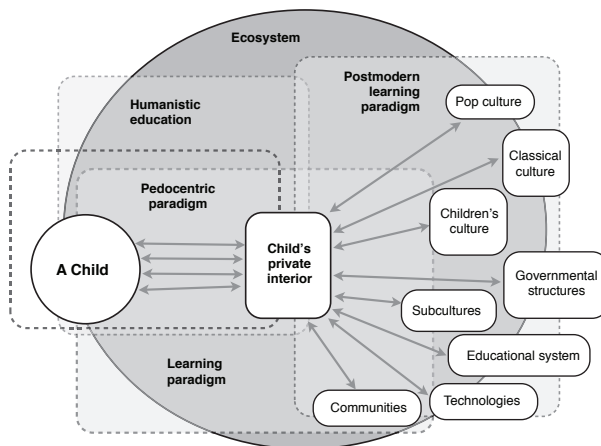 Ecosystem
Postmodern
learning
paradigm
Humanistic
education
Pop culture
Classical
culture
Pedocentric
paradigm
Children's
culture
A Child
Child's
private
interior
Governmental
structures
Subcultures
Educational system
Learning
paradigm
Technologies
Communities